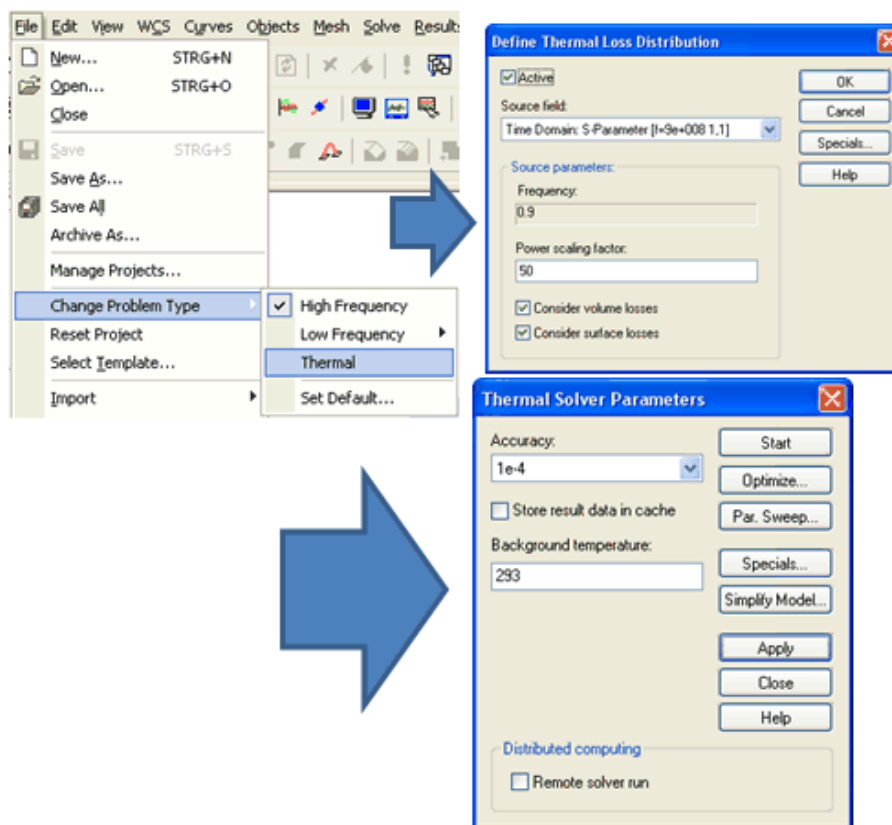 File Edit View WCS Curves Objects Mesh Solve Results
New... STRG+N
Open... STRG+O
Close
Save STRG+S
Save As...
Save All
Archive As...
Manage Projects...
Change Problem Type
Reset Project
Select Template...
Import
High Frequency
Low Frequency
Thermal
Set Default...
Define Thermal Loss Distribution
Active
Source field:
Time Domain: S-Parameter [f=9e+008 1,1]
Source parameters:
Frequency:
0.9
Power scaling factor:
50
Consider volume losses
Consider surface losses
OK
Cancel
Specials...
Help
Thermal Solver Parameters
Accuracy:
1e-4
Store result data in cache
Background temperature:
293
Start
Optimize...
Par. Sweep...
Specials...
Simplify Model...
Apply
Close
Help
Distributed computing
Remote solver run